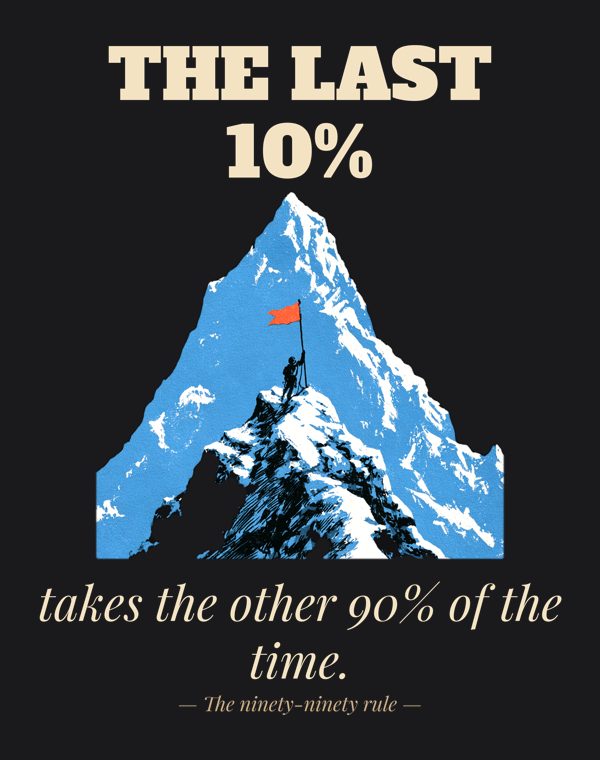 THE LAST
10%
takes the other 90% of the
time.
— The ninety-ninety rule —